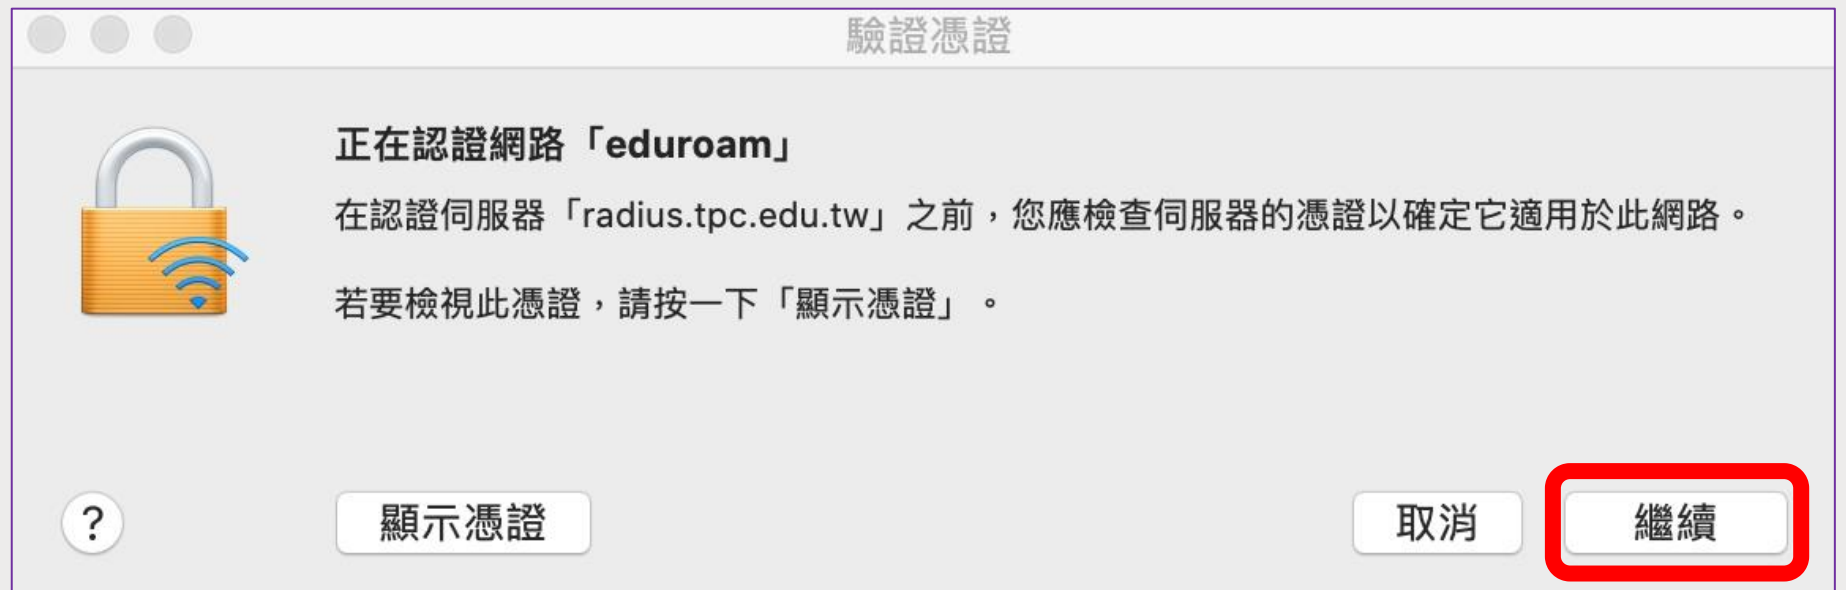 驗證憑證
正在認證網路「eduroam」
在認證伺服器「radius.tpc.edu.tw」之前，您應檢查伺服器的憑證以確定它適用於此網路。
若要檢視此憑證，請按一下「顯示憑證」。
?
顯示憑證
取消
繼續